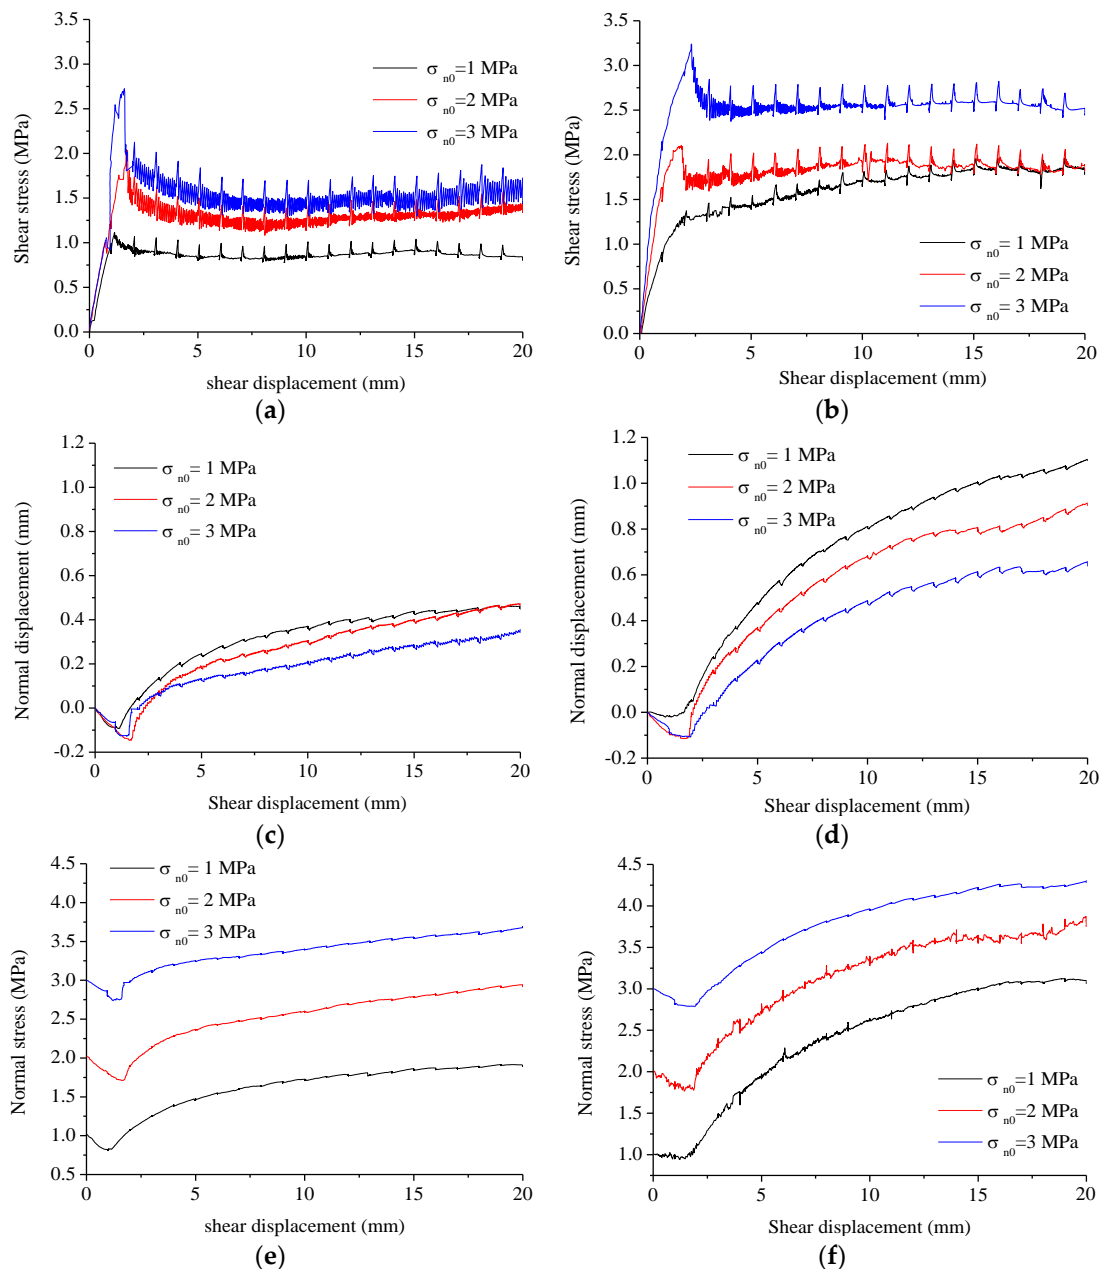 3.5
3.0
2.5
2.0
1.5
1.0
0.5
0.0
0
5
10
15
20
Shear stress (MPa)
shear displacement (mm)
σ n0=1 MPa
σ n0=2 MPa
σ n0=3 MPa
(a)
3.5
3.0
2.5
2.0
1.5
1.0
0.5
0.0
0
5
10
15
20
Shear stress (MPa)
Shear displacement (mm)
σ n0= 1 MPa
σ n0= 2 MPa
σ n0= 3 MPa
(b)
1.2
1.0
0.8
0.6
0.4
0.2
0.0
-0.2
0
5
10
15
20
Normal displacement (mm)
Shear displacement (mm)
σ n0= 1 MPa
σ n0= 2 MPa
σ n0= 3 MPa
(c)
1.2
1.0
0.8
0.6
0.4
0.2
0.0
-0.2
0
5
10
15
20
Normal displacement (mm)
Shear displacement (mm)
σ n0= 1 MPa
σ n0= 2 MPa
σ n0= 3 MPa
(d)
4.5
4.0
3.5
3.0
2.5
2.0
1.5
1.0
0.5
0
5
10
15
20
Normal stress (MPa)
shear displacement (mm)
σ n0= 1 MPa
σ n0= 2 MPa
σ n0= 3 MPa
(e)
4.5
4.0
3.5
3.0
2.5
2.0
1.5
1.0
0
5
10
15
20
Normal stress (MPa)
Shear displacement (mm)
σ n0=1 MPa
σ n0=2 MPa
σ n0=3 MPa
(f)